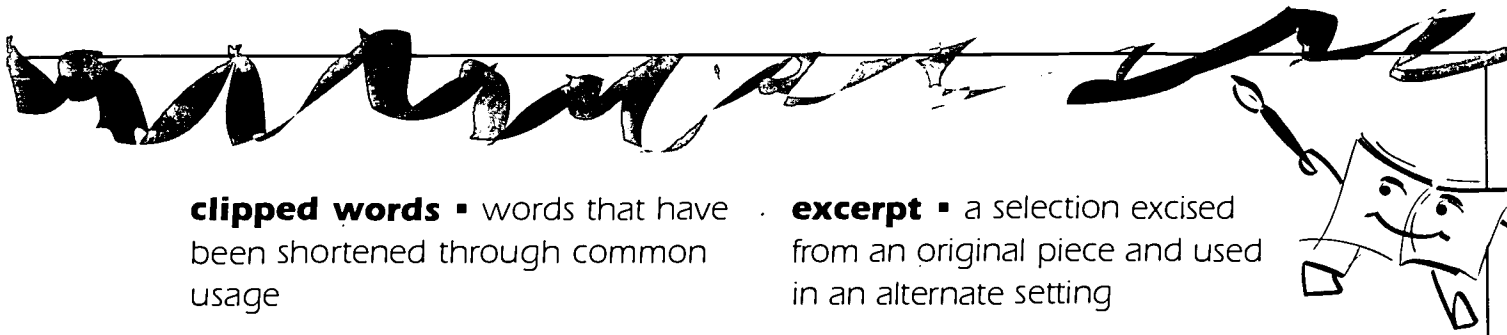 clipped words ▪ words that have
been shortened through common
usage
excerpt ▪ a selection excised
from an original piece and used
in an alternate setting